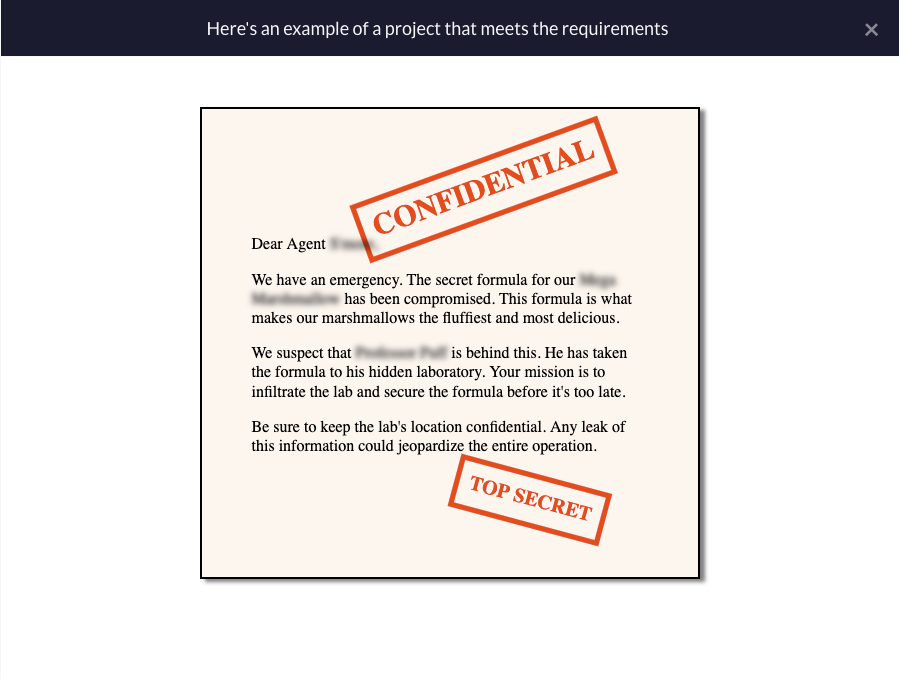 Here's an example of a project that meets the requirements
CONFIDENTIAL
Dear Agent
We have an emergency. The secret formula for our
has been compromised. This formula is what
makes our marshmallows the fluffiest and most delicious.
We suspect that is behind this. He has taken
the formula to his hidden laboratory. Your mission is to
infiltrate the lab and secure the formula before it's too late.
Be sure to keep the lab's location confidential. Any leak of
this information could jeopardize the entire operation.
TOP SECRET